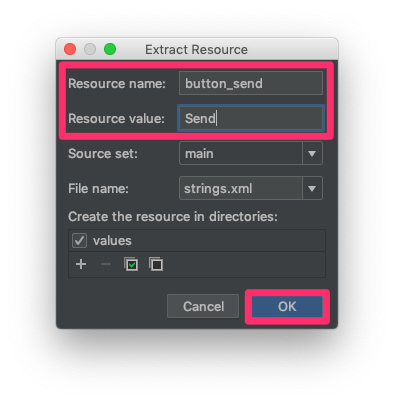 Extract Resource
Resource name: button_send
Resource value: Send
Source set: main
File name: strings.xml
Create the resource in directories:
values
Cancel OK